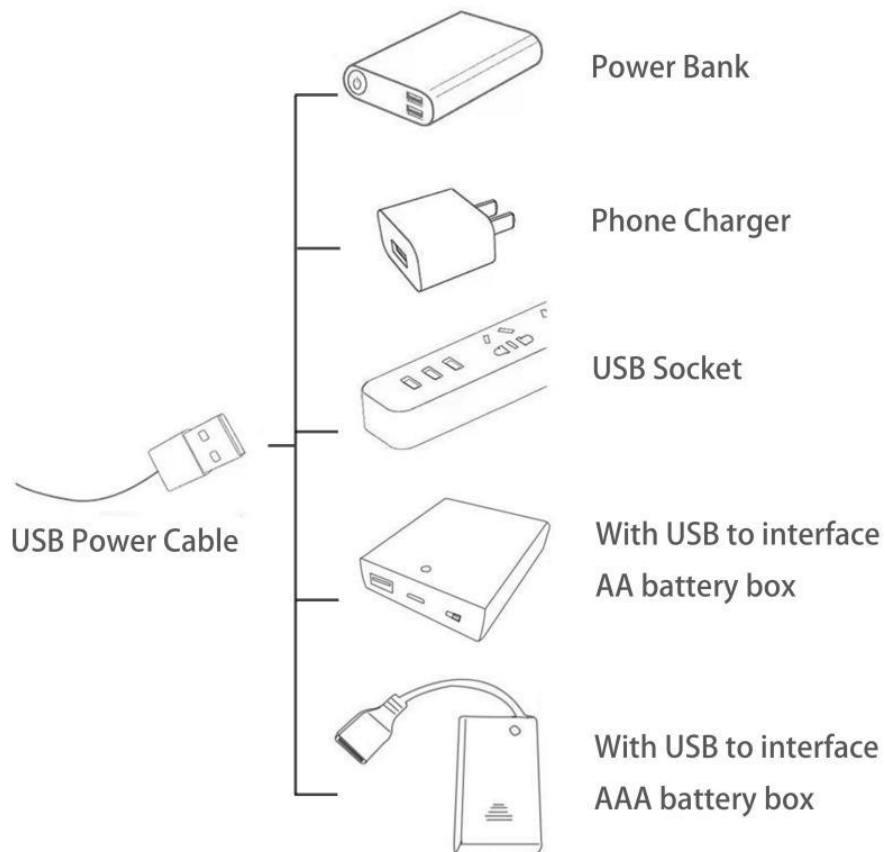 Power Bank
Phone Charger
USB Socket
USB Power Cable
With USB to interface
AA battery box
With USB to interface
AAA battery box